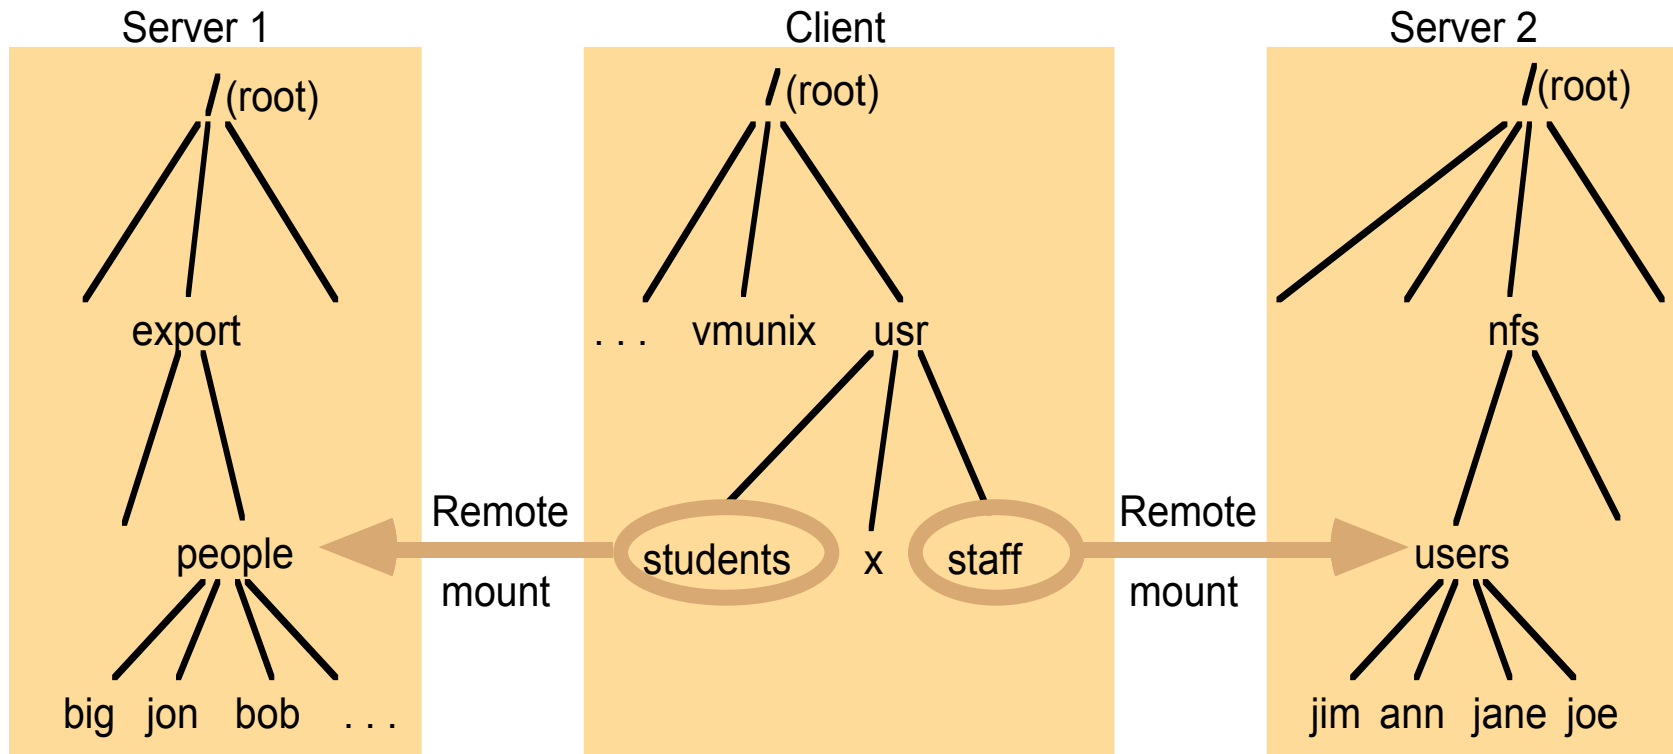 Server 1
Client
Server 2
(root)
(root)
(root)
export
. . . vmunix usr
nfs
Remote
mount
Remote
mount
people
students x staff
users
big jon bob . . .
jim ann jane joe